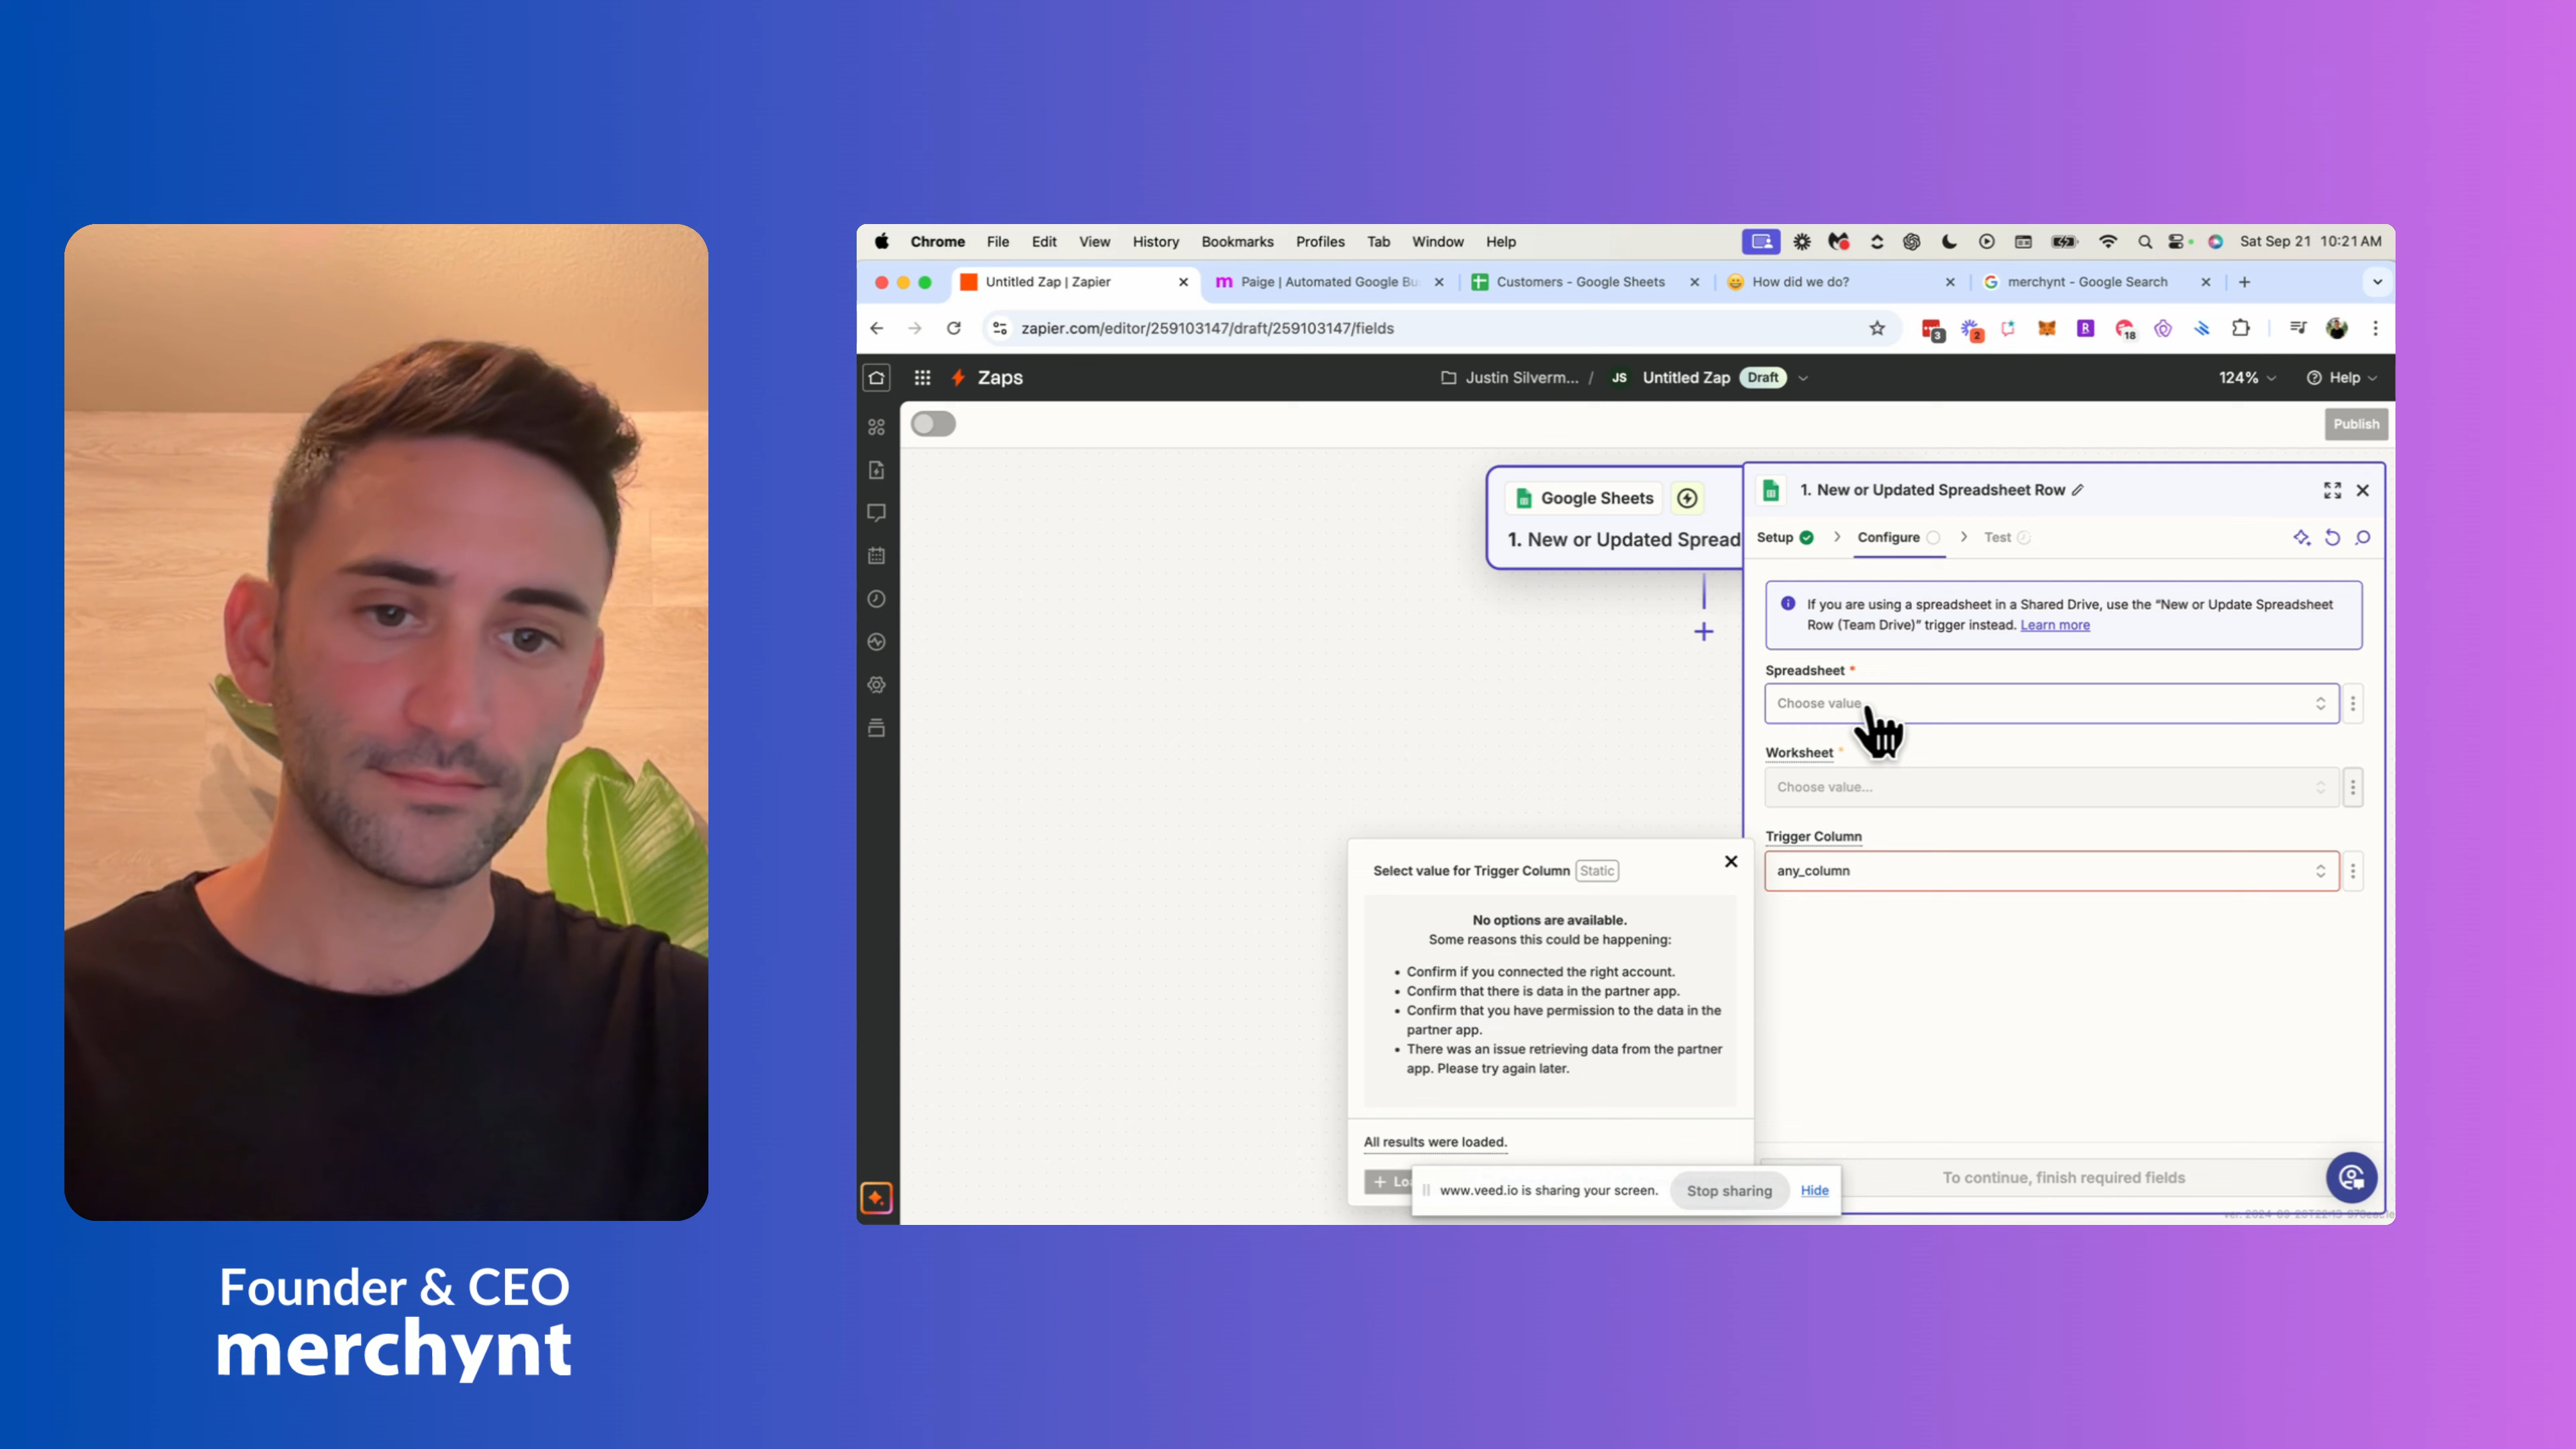 Chrome File Edit View History Bookmarks Profiles Tab Window Help
Sat Sep 21 10:21 AM
Untitled Zap | Zapier
Paige | Automated Google Bu
Customers - Google Sheets
How did we do?
merchynt - Google Search
zapier.com/editor/259103147/draft/259103147/fields
3
2
R
18
Zaps
Justin Silverm... / JS Untitled Zap Draft
124%
Help
Publish
Google Sheets
1. New or Updated Spread
1. New or Updated Spreadsheet Row
Setup
Configure
Test
If you are using a spreadsheet in a Shared Drive, use the "New or Update Spreadsheet
Row (Team Drive)" trigger instead. Learn more
Spreadsheet *
Choose value
Worksheet *
Choose value...
Trigger Column
any_column
Select value for Trigger Column Static
No options are available.
Some reasons this could be happening:
• Confirm if you connected the right account.
• Confirm that there is data in the partner app.
• Confirm that you have permission to the data in the
partner app.
• There was an issue retrieving data from the partner
app. Please try again later.
All results were loaded.
+ Loa
www.veed.io is sharing your screen.
Stop sharing
Hide
To continue, finish required fields
Founder & CEO
merchynt